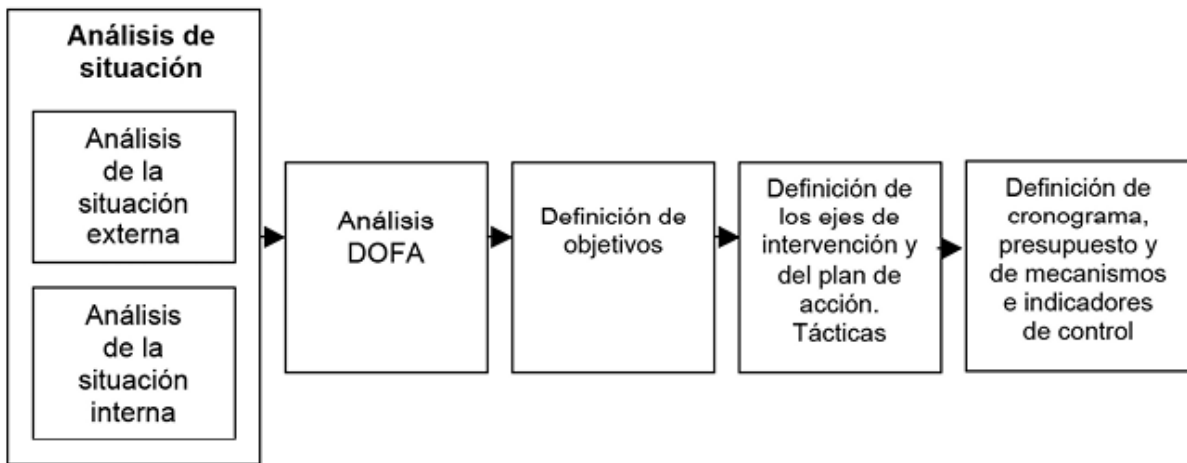 Análisis de
situación
Análisis
de la
situación
externa
Análisis
de la
situación
interna
Análisis
DOFA
Definición de
objetivos
Definición de
los ejes de
intervención y
del plan de
acción.
Tácticas
Definición de
cronograma,
presupuesto y
de mecanismos
e indicadores
de control